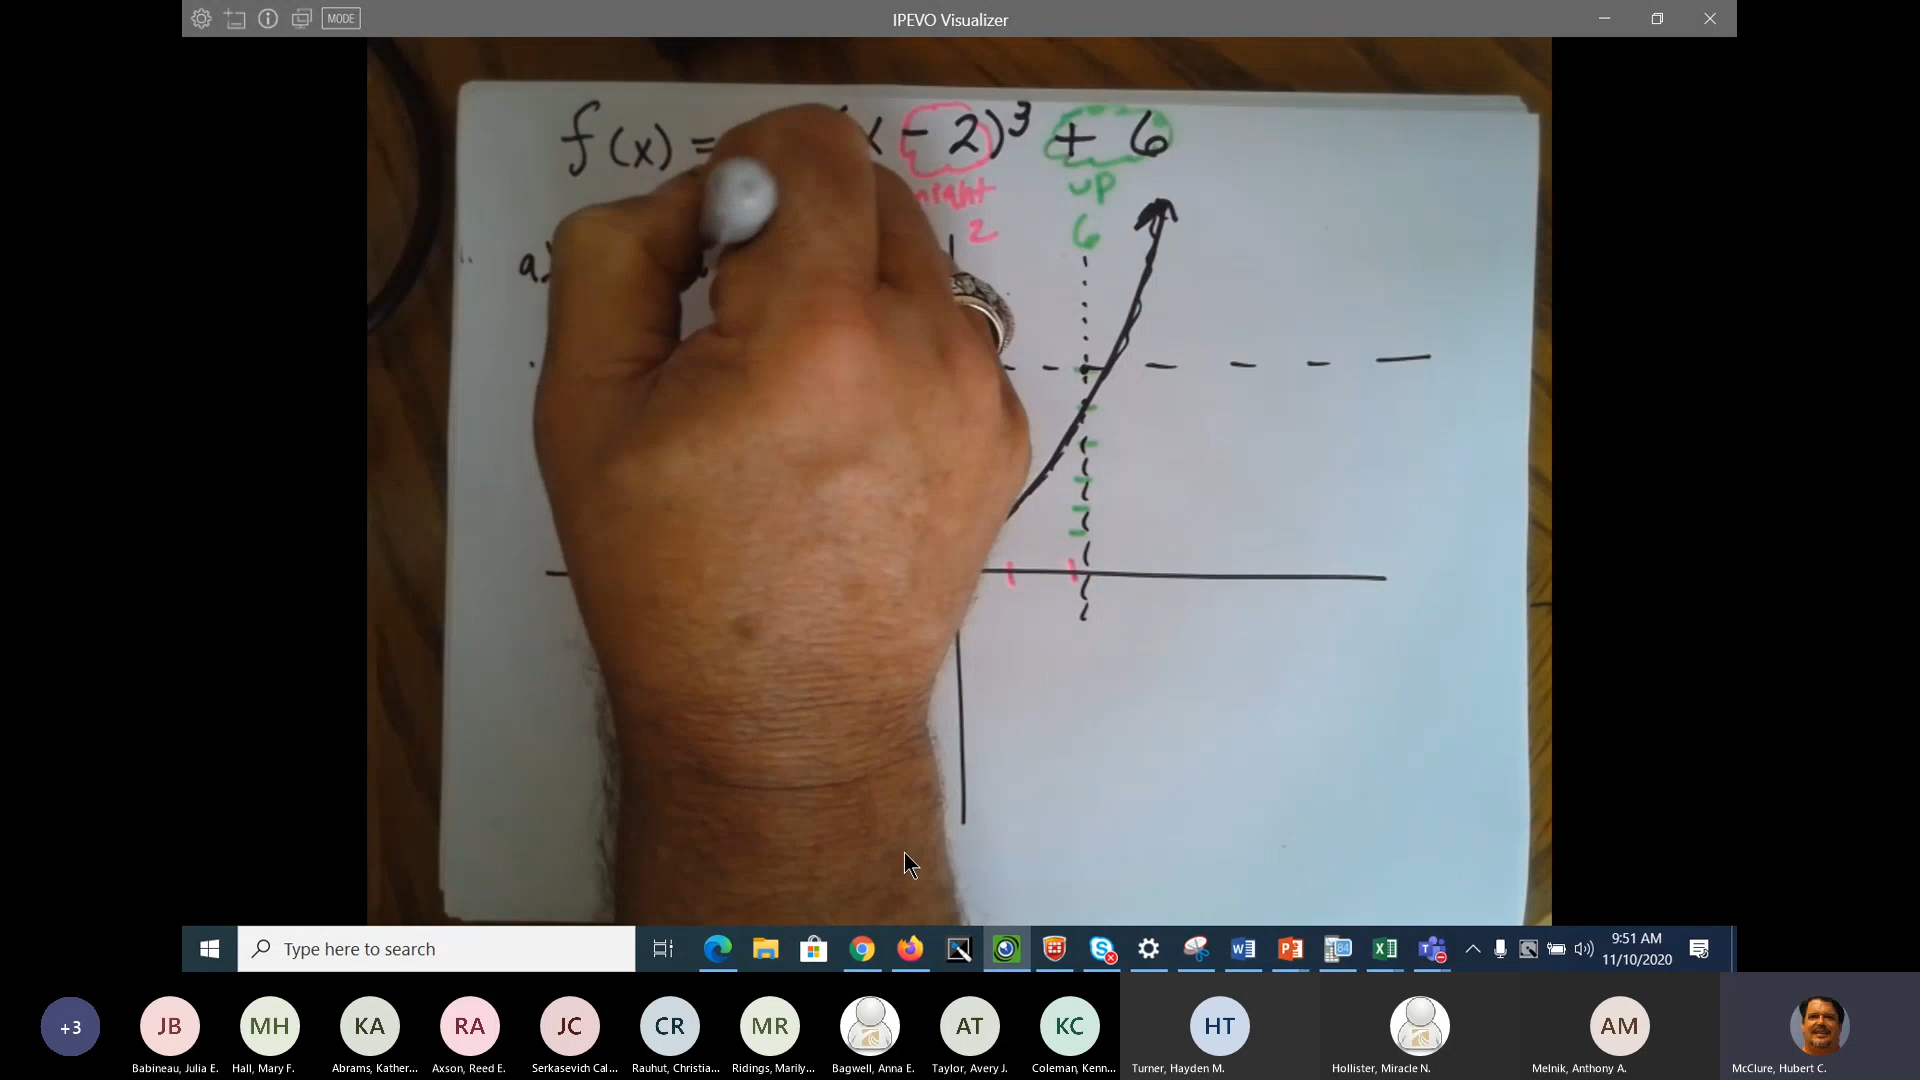 MODE
IPEVO Visualizer
f(x) = (x - 2)³ + 6
right
2
up
6
a)
Type here to search
9:51 AM
11/10/2020
+3
JB
MH
KA
RA
JC
CR
MR
AT
KC
HT
AM
Babineau, Julia E.
Hall, Mary F.
Abrams, Kather...
Axson, Reed E.
Serkasevich Cal...
Rauhut, Christia...
Ridings, Marily...
Bagwell, Anna E.
Taylor, Avery J.
Coleman, Kenn...
Turner, Hayden M.
Hollister, Miracle N.
Melnik, Anthony A.
McClure, Hubert C.